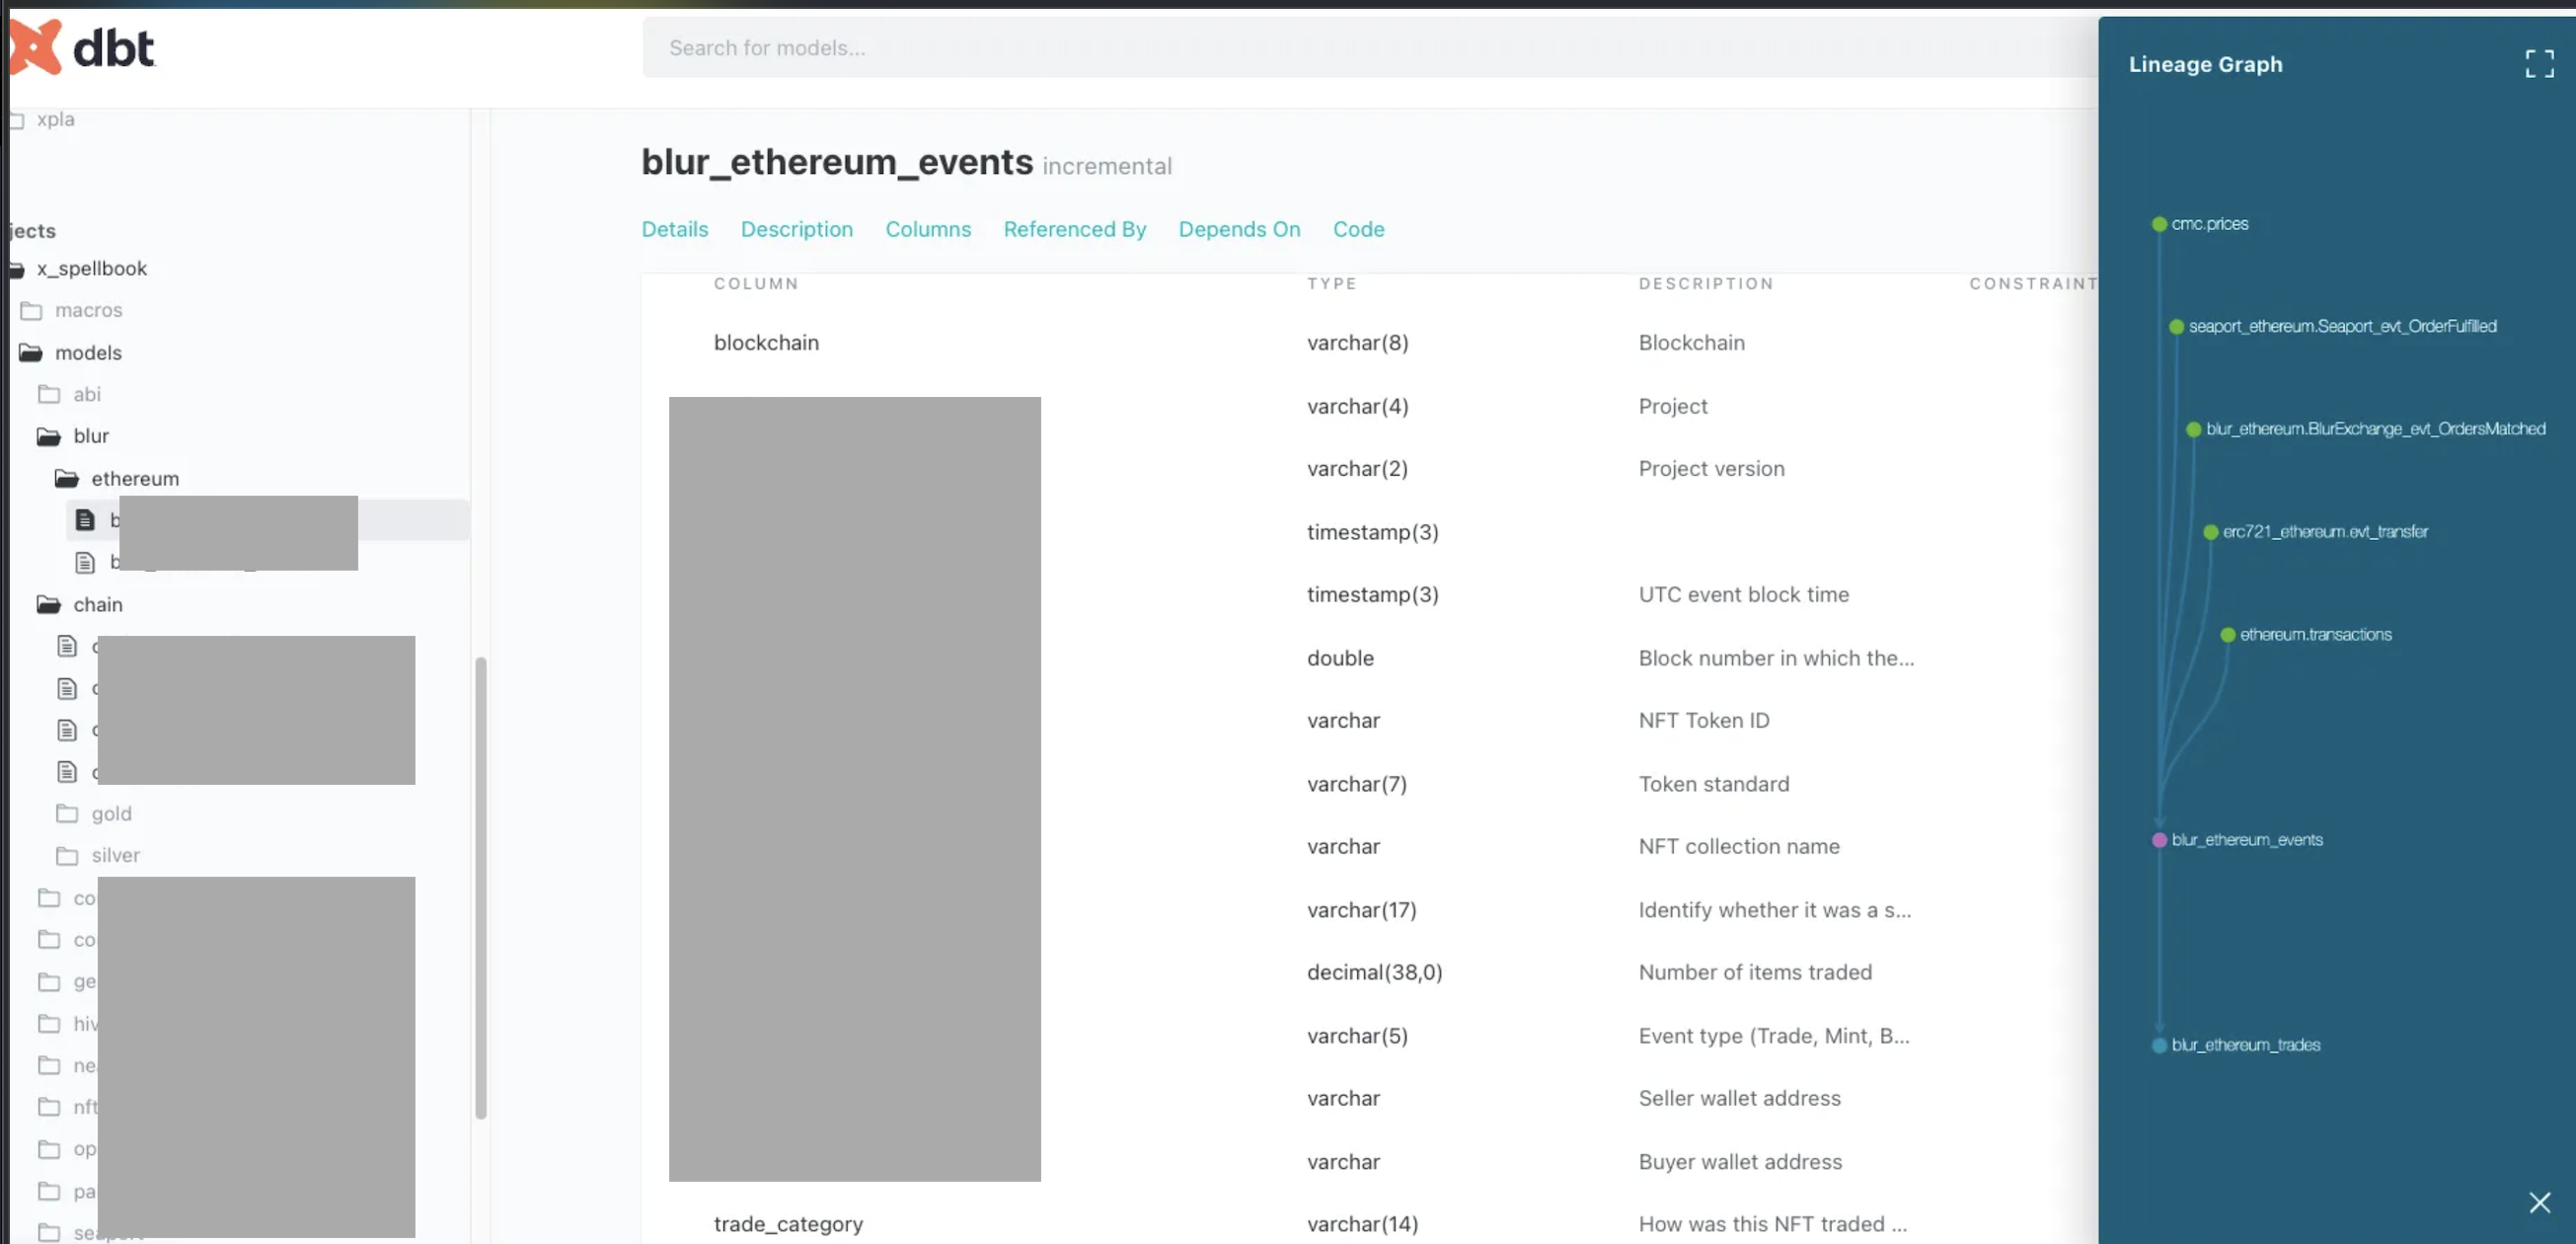 dbt
Search for models...
xpla
jects
x_spellbook
macros
models
abi
blur
ethereum
b
b
chain
c
c
c
c
gold
silver
co
co
ge
hiv
ne
nft
op
pa
blur_ethereum_events incremental
Details Description Columns Referenced By Depends On Code
COLUMN TYPE DESCRIPTION CONSTRAINT
blockchain varchar(8) Blockchain
varchar(4) Project
varchar(2) Project version
timestamp(3)
timestamp(3) UTC event block time
double Block number in which the...
varchar NFT Token ID
varchar(7) Token standard
varchar NFT collection name
varchar(17) Identify whether it was a s...
decimal(38,0) Number of items traded
varchar(5) Event type (Trade, Mint, B...
varchar Seller wallet address
varchar Buyer wallet address
trade_category varchar(14) How was this NFT traded ...
Lineage Graph
cmc.prices
seaport_ethereum.Seaport_evt_OrderFulfilled
blur_ethereum.BlurExchange_evt_OrdersMatched
erc721_ethereum.evt_transfer
ethereum.transactions
blur_ethereum_events
blur_ethereum_trades